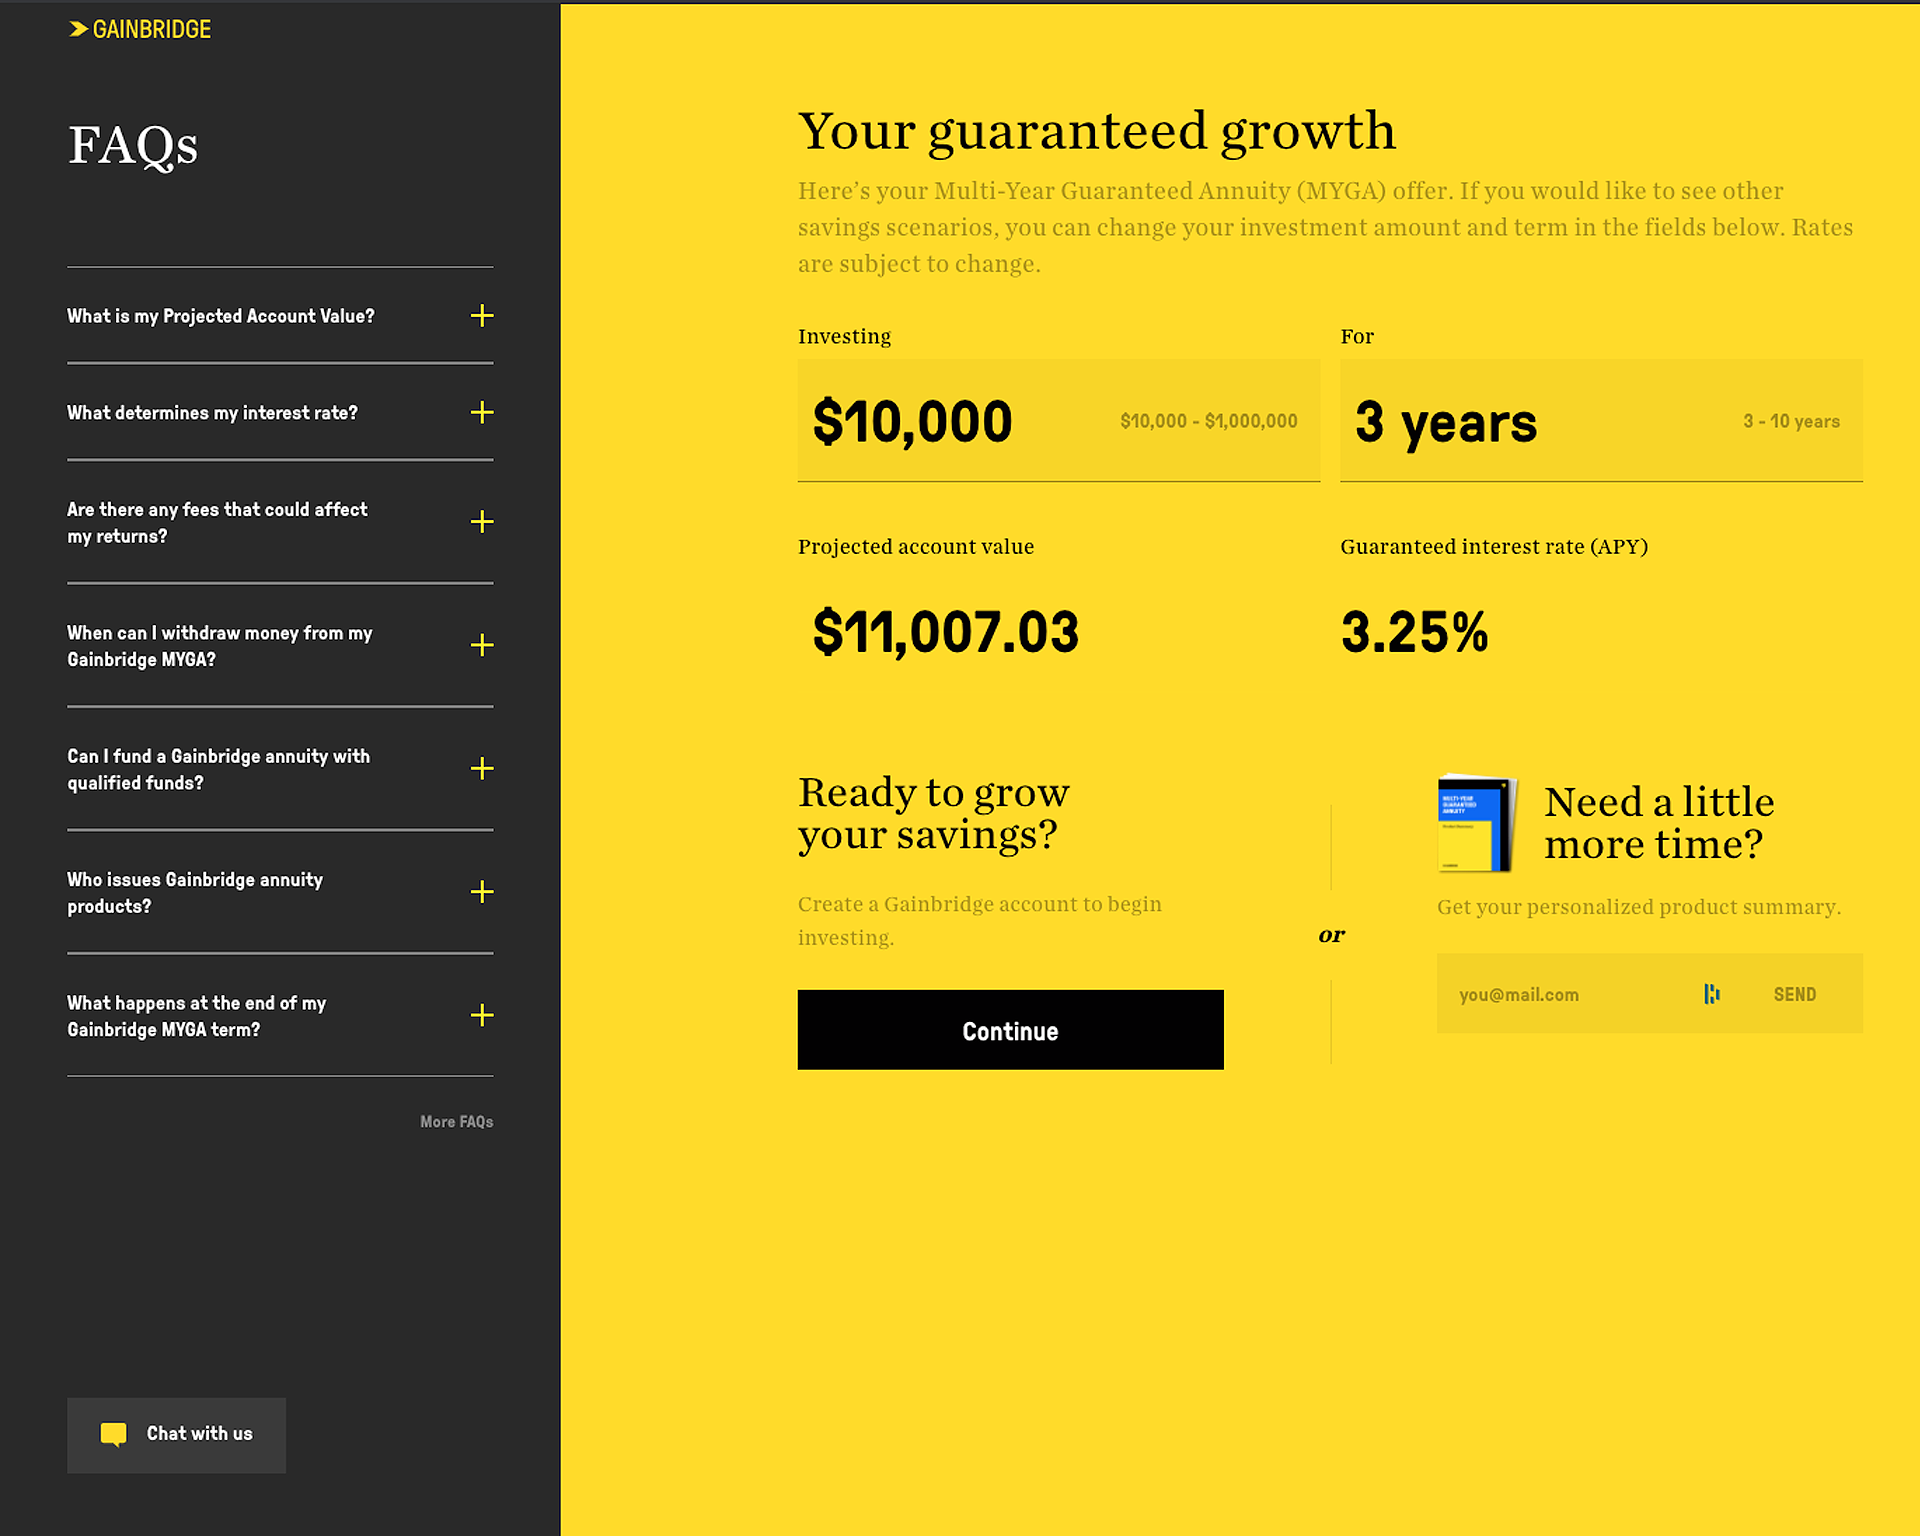 GAINBRIDGE
FAQs
What is my Projected Account Value?
What determines my interest rate?
Are there any fees that could affect
my returns?
When can I withdraw money from my
Gainbridge MYGA?
Can I fund a Gainbridge annuity with
qualified funds?
Who issues Gainbridge annuity
products?
What happens at the end of my
Gainbridge MYGA term?
More FAQs
Chat with us
Your guaranteed growth
Here’s your Multi-Year Guaranteed Annuity (MYGA) offer. If you would like to see other
savings scenarios, you can change your investment amount and term in the fields below. Rates
are subject to change.
Investing
$10,000
$10,000 - $1,000,000
For
3 years
3 - 10 years
Projected account value
$11,007.03
Guaranteed interest rate (APY)
3.25%
Ready to grow
your savings?
Create a Gainbridge account to begin
investing.
Continue
or
MULTI-YEAR
GUARANTEED
ANNUITY
Need a little
more time?
Get your personalized product summary.
you@mail.com
SEND